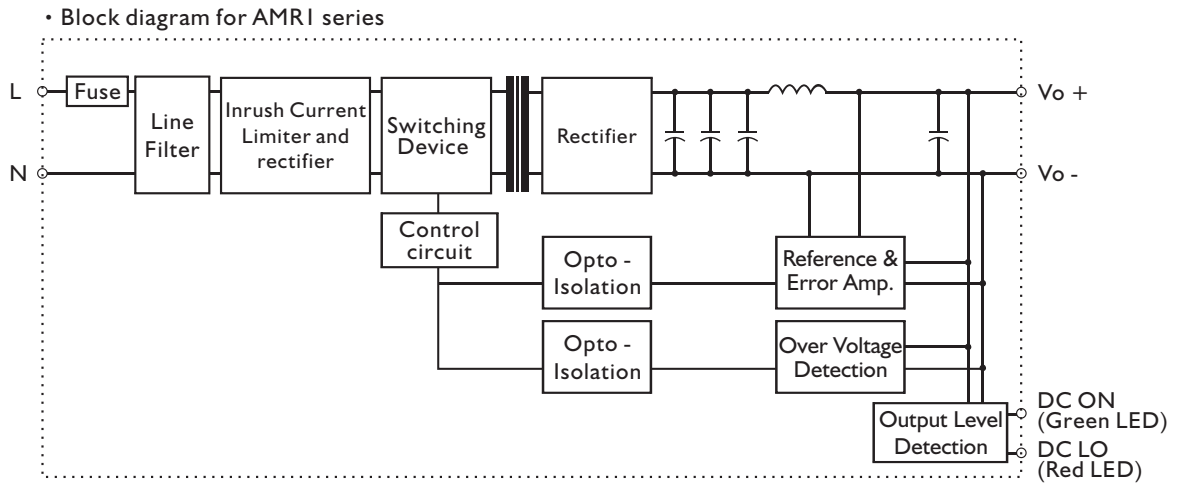 · Block diagram for AMR1 series
L
Fuse
Line
Filter
Inrush Current
Limiter and
rectifier
Switching
Device
Rectifier
Vo +
N
Vo -
Control
circuit
Opto -
Isolation
Reference &
Error Amp.
Opto -
Isolation
Over Voltage
Detection
Output Level
Detection
DC ON
(Green LED)
DC LO
(Red LED)